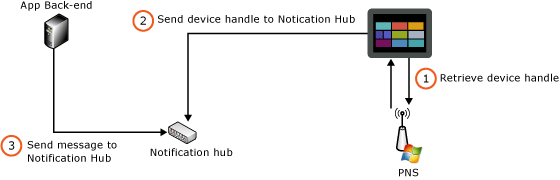 App Back-end
2 Send device handle to Notication Hub
1 Retrieve device handle
3 Send message to
Notification Hub
Notification hub
PNS